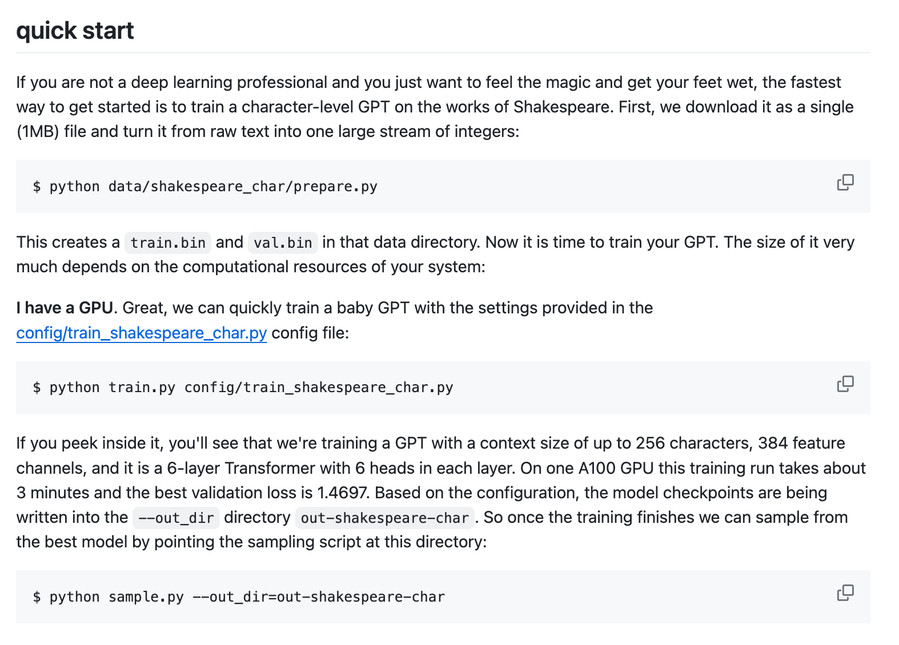 quick start
If you are not a deep learning professional and you just want to feel the magic and get your feet wet, the fastest
way to get started is to train a character-level GPT on the works of Shakespeare. First, we download it as a single
(1MB) file and turn it from raw text into one large stream of integers:
$ python data/shakespeare_char/prepare.py
This creates a train.bin and val.bin in that data directory. Now it is time to train your GPT. The size of it very
much depends on the computational resources of your system:
I have a GPU. Great, we can quickly train a baby GPT with the settings provided in the
config/train_shakespeare_char.py config file:
$ python train.py config/train_shakespeare_char.py
If you peek inside it, you'll see that we're training a GPT with a context size of up to 256 characters, 384 feature
channels, and it is a 6-layer Transformer with 6 heads in each layer. On one A100 GPU this training run takes about
3 minutes and the best validation loss is 1.4697. Based on the configuration, the model checkpoints are being
written into the --out_dir directory out-shakespeare-char. So once the training finishes we can sample from
the best model by pointing the sampling script at this directory:
$ python sample.py --out_dir=out-shakespeare-char